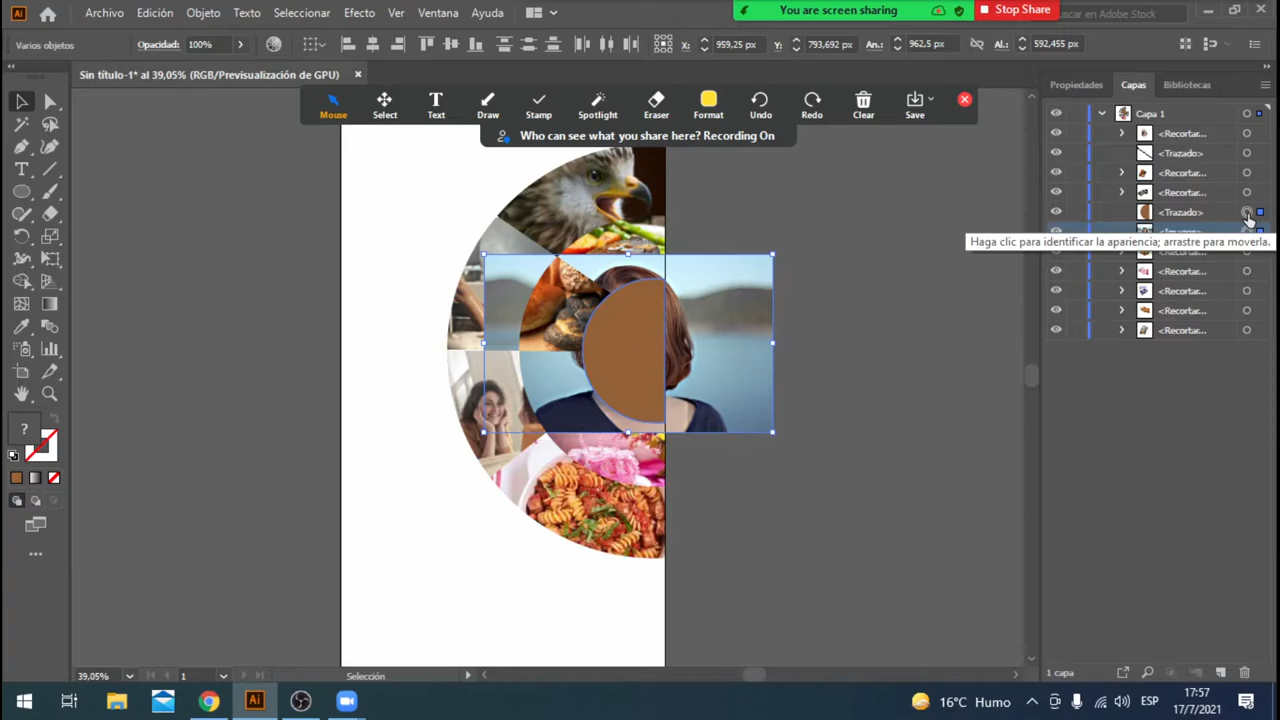 Ai
Archivo Edición Objeto Texto Seleccionar Efecto Ver Ventana Ayuda
You are screen sharing
Stop Share
Buscar en Adobe Stock
Varios objetos
Opacidad: 100%
X: 959,25 px Y: 793,692 px An.: 962,5 px Al.: 592,455 px
Sin título-1* al 39,05% (RGB/Previsualización de GPU)
Mouse Select Text Draw Stamp Spotlight Eraser Format Undo Redo Clear Save
Who can see what you share here? Recording On
Propiedades Capas Bibliotecas
Capa 1
<Recortar...
<Trazado>
<Recortar...
<Recortar...
<Trazado>
Haga clic para identificar la apariencia; arrastre para moverla.
<Recortar...
<Recortar...
<Recortar...
<Recortar...
?
39,05% 1 Selección
1 capa
Ai 16°C Humo ESP 17:57
17/7/2021